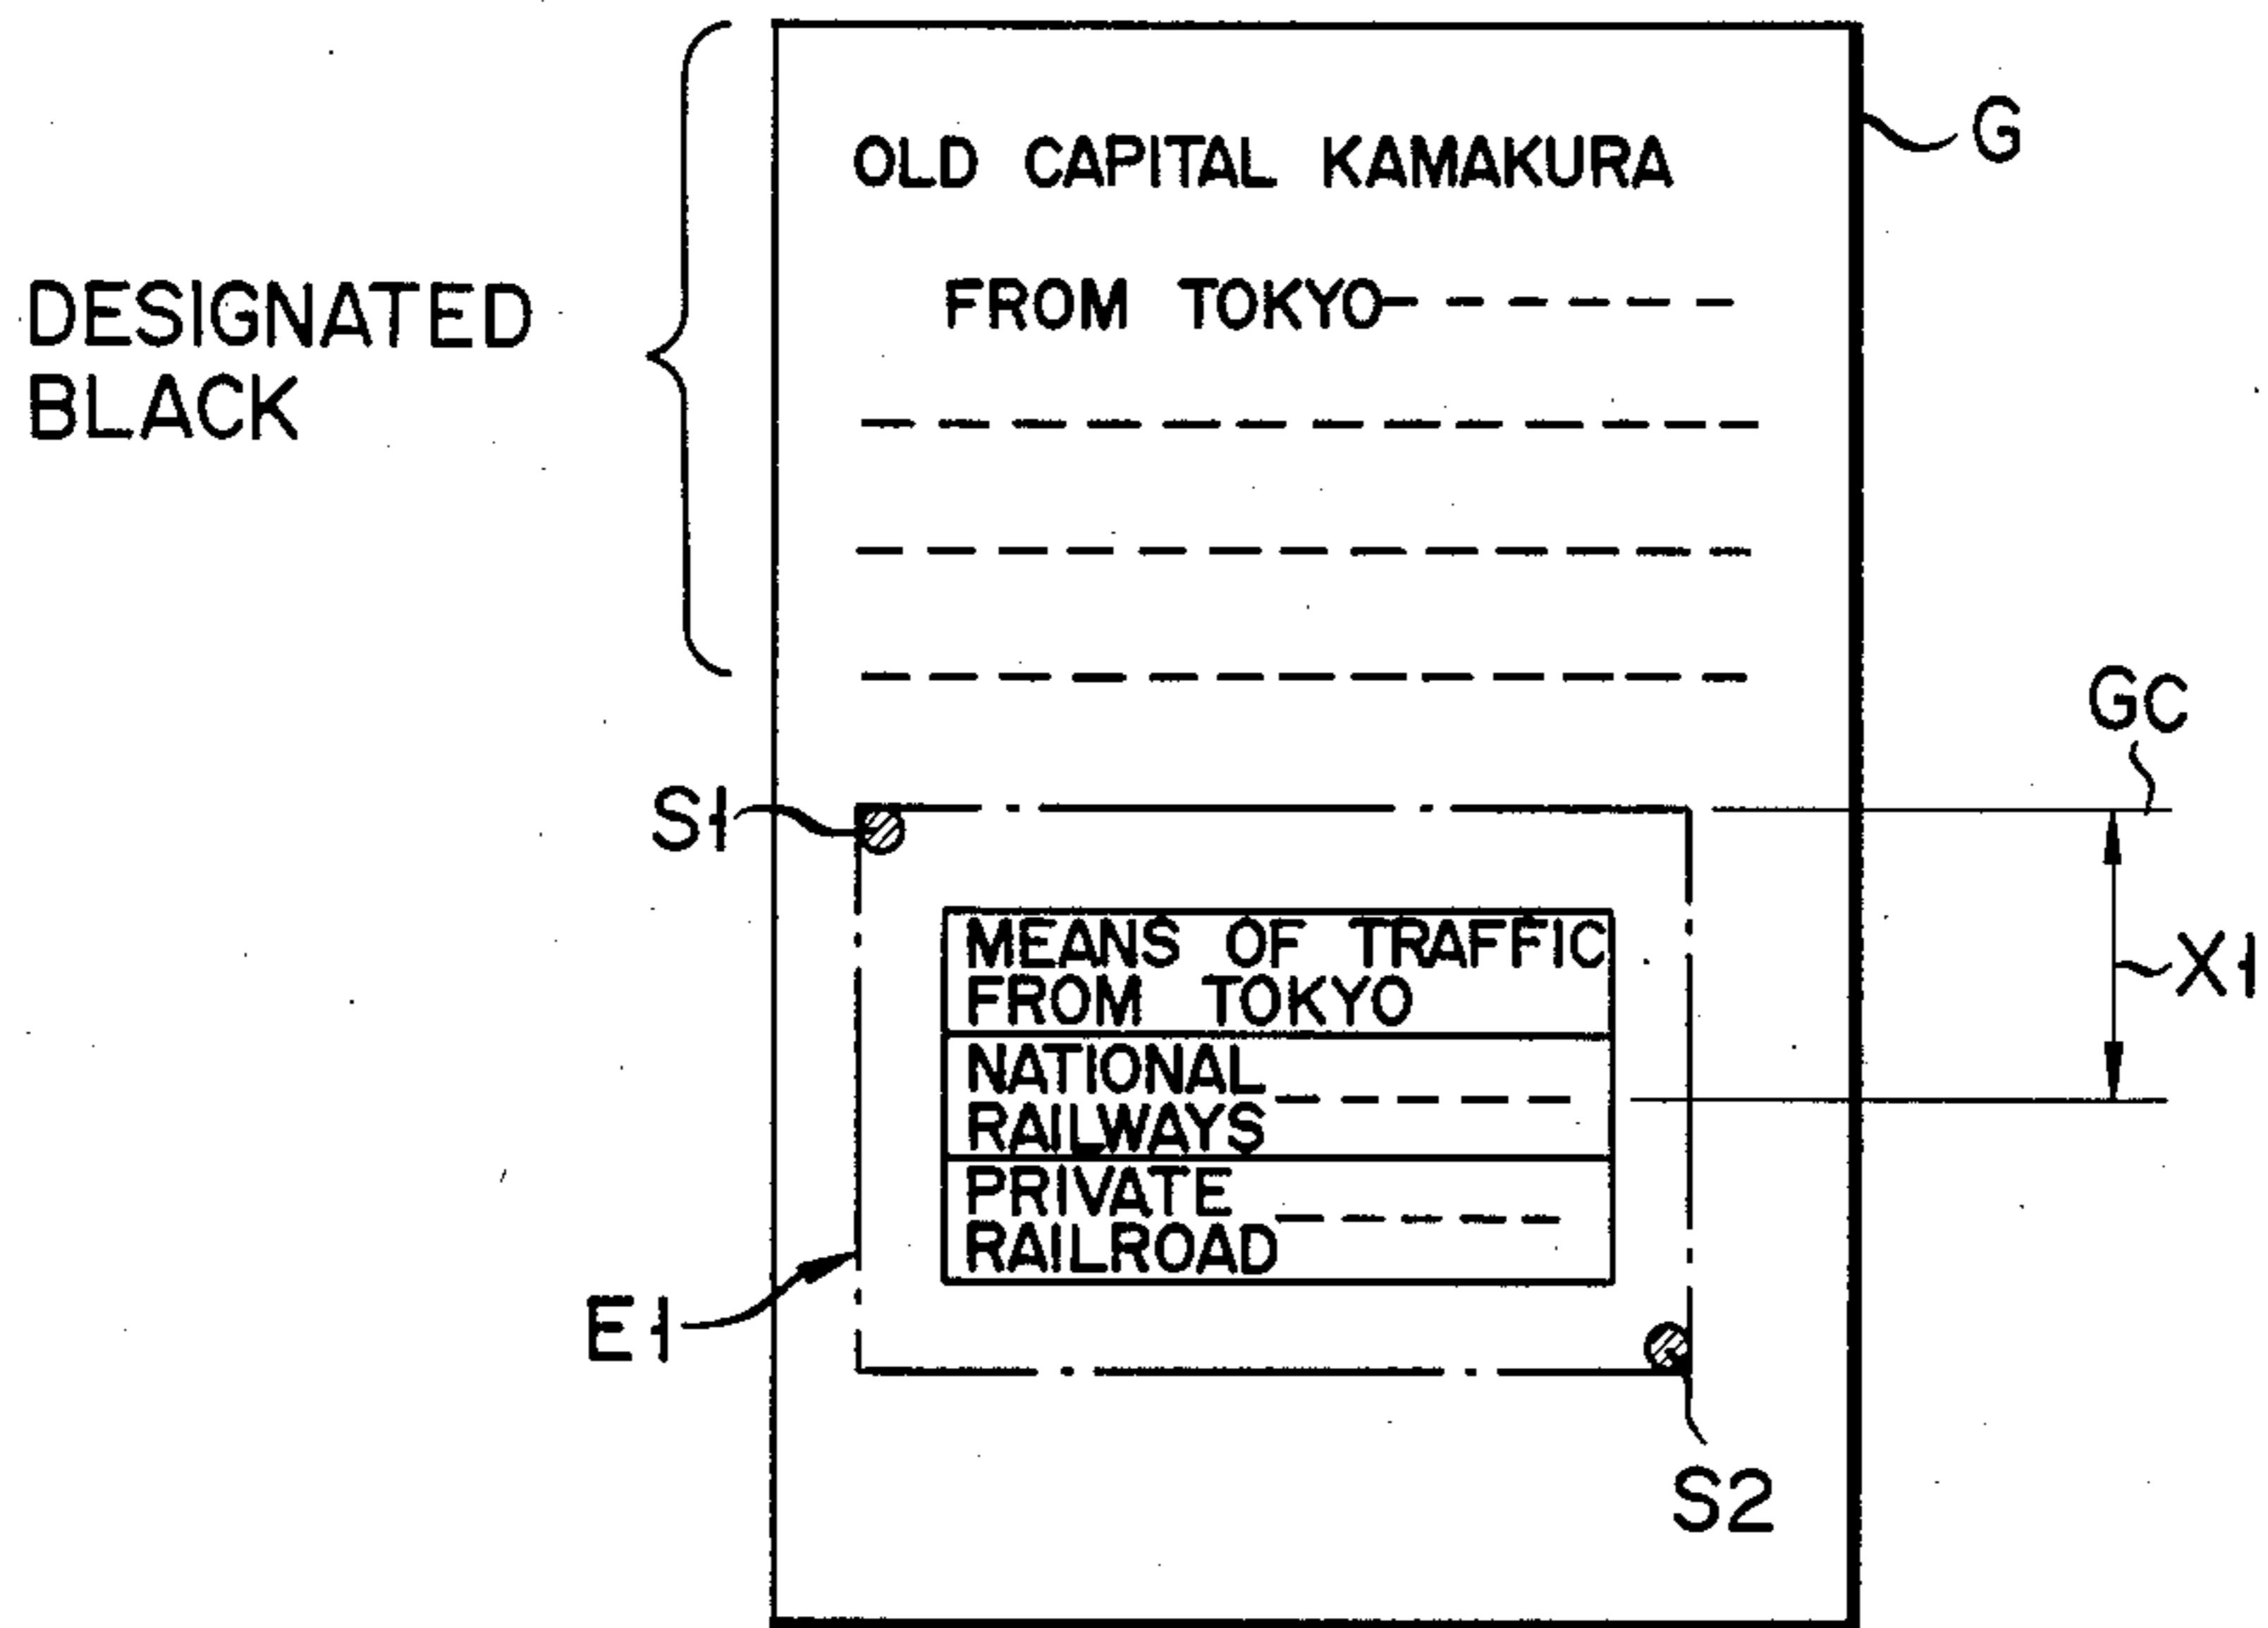 OLD CAPITAL KAMAKURA
G
FROM TOKYO
DESIGNATED
BLACK
GC
S1
MEANS OF TRAFFIC
FROM TOKYO
X1
NATIONAL
RAILWAYS
PRIVATE
RAILROAD
E1
S2